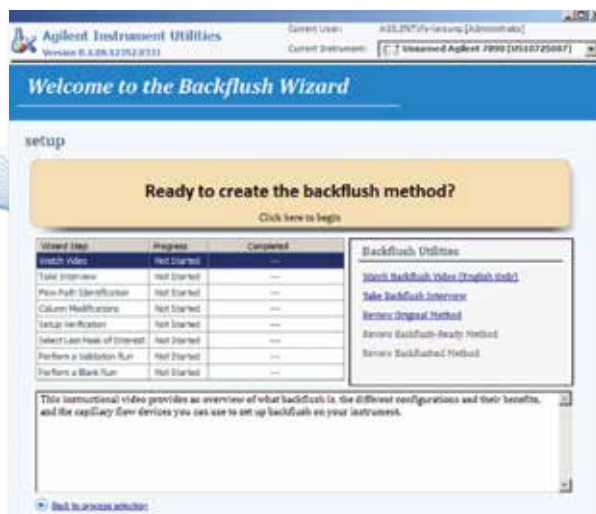 Agilent Instrument Utilities
Current User:
[Administrator]
Current Instrument: Unnamed Agilent 7890 [US10725007]
Welcome to the Backflush Wizard
setup
Ready to create the backflush method?
Click here to begin
Wizard Step Progress Completed
Watch Video Not Started ---
Take Interview Not Started ---
Flow Path Identification Not Started ---
Column Modifications Not Started ---
Setup Verification Not Started ---
Select Last Peak of Interest Not Started ---
Perform a Validation Run Not Started ---
Perform a Blank Run Not Started ---
Backflush Utilities
Watch Backflush Video (English Only)
Take Backflush Interview
Review Original Method
Review Backflush-Ready Method
Review Backflushed Method
This instructional video provides an overview of what backflush is, the different configurations and their benefits,
and the capillary flow devices you can use to set up backflush on your instrument.
Back to process selection